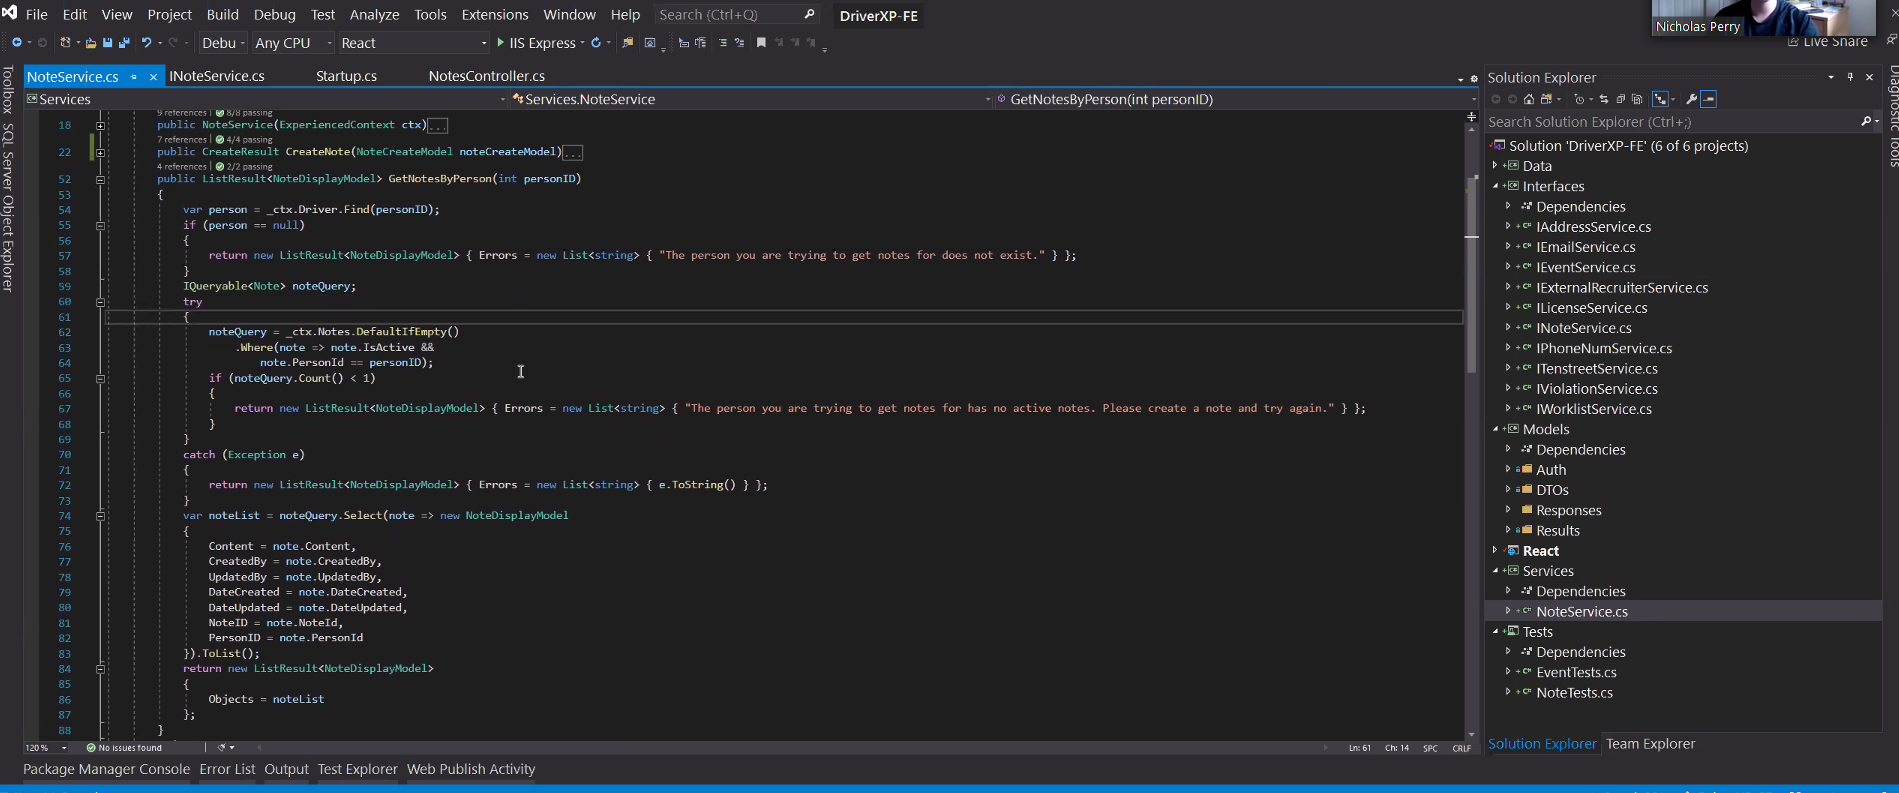 File Edit View Project Build Debug Test Analyze Tools Extensions Window Help Search (Ctrl+Q) DriverXP-FE
Nicholas Perry
Debu Any CPU React IIS Express Live Share
NoteService.cs INoteService.cs Startup.cs NotesController.cs
Services Services.NoteService GetNotesByPerson(int personID)
Toolbox
SQL Server Object Explorer
9 references | 8/8 passing
18 public NoteService(ExperiencedContext ctx)...
7 references | 4/4 passing
22 public CreateResult CreateNote(NoteCreateModel noteCreateModel)...
4 references | 2/2 passing
52 public ListResult<NoteDisplayModel> GetNotesByPerson(int personID)
53 {
54 var person = _ctx.Driver.Find(personID);
55 if (person == null)
56 {
57 return new ListResult<NoteDisplayModel> { Errors = new List<string> { "The person you are trying to get notes for does not exist." } };
58 }
59 IQueryable<Note> noteQuery;
60 try
61 {
62 noteQuery = _ctx.Notes.DefaultIfEmpty()
63 .Where(note => note.IsActive &&
64 note.PersonId == personID);
65 if (noteQuery.Count() < 1)
66 {
67 return new ListResult<NoteDisplayModel> { Errors = new List<string> { "The person you are trying to get notes for has no active notes. Please create a note and try again." } };
68 }
69 }
70 catch (Exception e)
71 {
72 return new ListResult<NoteDisplayModel> { Errors = new List<string> { e.ToString() } };
73 }
74 var noteList = noteQuery.Select(note => new NoteDisplayModel
75 {
76 Content = note.Content,
77 CreatedBy = note.CreatedBy,
78 UpdatedBy = note.UpdatedBy,
79 DateCreated = note.DateCreated,
80 DateUpdated = note.DateUpdated,
81 NoteID = note.NoteId,
82 PersonID = note.PersonId
83 }).ToList();
84 return new ListResult<NoteDisplayModel>
85 {
86 Objects = noteList
87 };
88 }
120 % No issues found Ln: 61 Ch: 14 SPC CRLF
Package Manager Console Error List Output Test Explorer Web Publish Activity
Solution Explorer
Search Solution Explorer (Ctrl+;)
Solution 'DriverXP-FE' (6 of 6 projects)
Data
Interfaces
Dependencies
IAddressService.cs
IEmailService.cs
IEventService.cs
IExternalRecruiterService.cs
ILicenseService.cs
INoteService.cs
IPhoneNumService.cs
ITenstreetService.cs
IViolationService.cs
IWorklistService.cs
Models
Dependencies
Auth
DTOs
Responses
Results
React
Services
Dependencies
NoteService.cs
Tests
Dependencies
EventTests.cs
NoteTests.cs
Solution Explorer Team Explorer
Diagnostic Tools